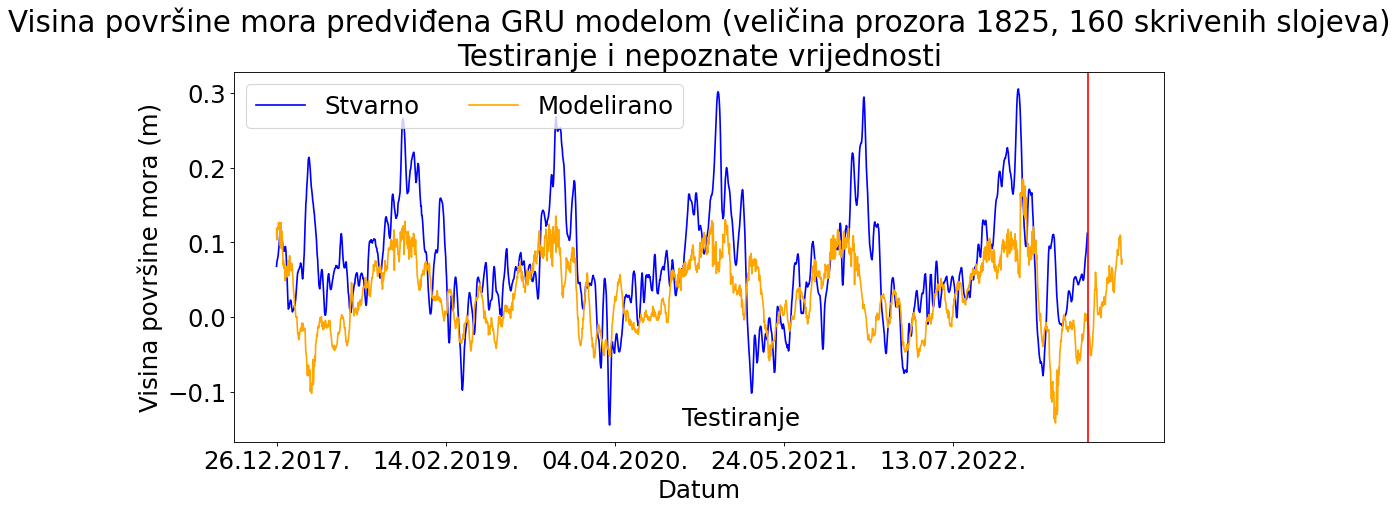 Visina površine mora predviđena GRU modelom (veličina prozora 1825, 160 skrivenih slojeva)
Testiranje i nepoznate vrijednosti
Stvarno Modelirano
Visina površine mora (m)
0.3
0.2
0.1
0.0
−0.1
Testiranje
26.12.2017. 14.02.2019. 04.04.2020. 24.05.2021. 13.07.2022.
Datum